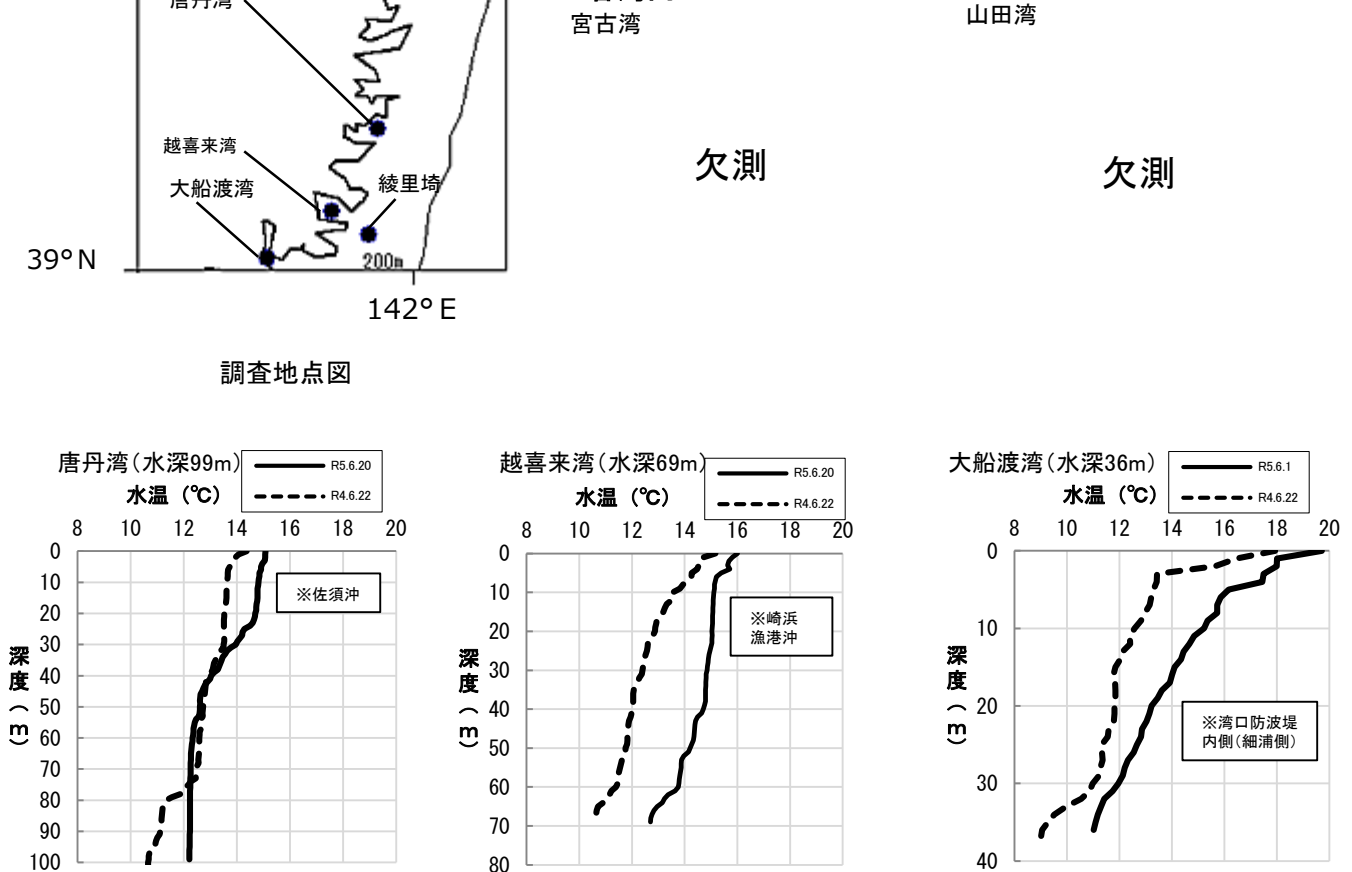 唐丹湾
宮古湾
山田湾
越喜来湾
大船渡湾
綾里埼
欠測
欠測
39°N
200m
142°E
調査地点図
唐丹湾(水深99m)
R5.6.20
R4.6.22
水温 (℃)
8 10 12 14 16 18 20
0
10
20
30
40
50
60
70
80
90
100
深度(m)
※佐須沖
越喜来湾(水深69m)
R5.6.20
R4.6.22
水温 (℃)
8 10 12 14 16 18 20
0
10
20
30
40
50
60
70
80
深度(m)
※崎浜
漁港沖
大船渡湾(水深36m)
R5.6.1
R4.6.22
水温 (℃)
8 10 12 14 16 18 20
0
10
20
30
40
深度(m)
※湾口防波堤
内側(細浦側)